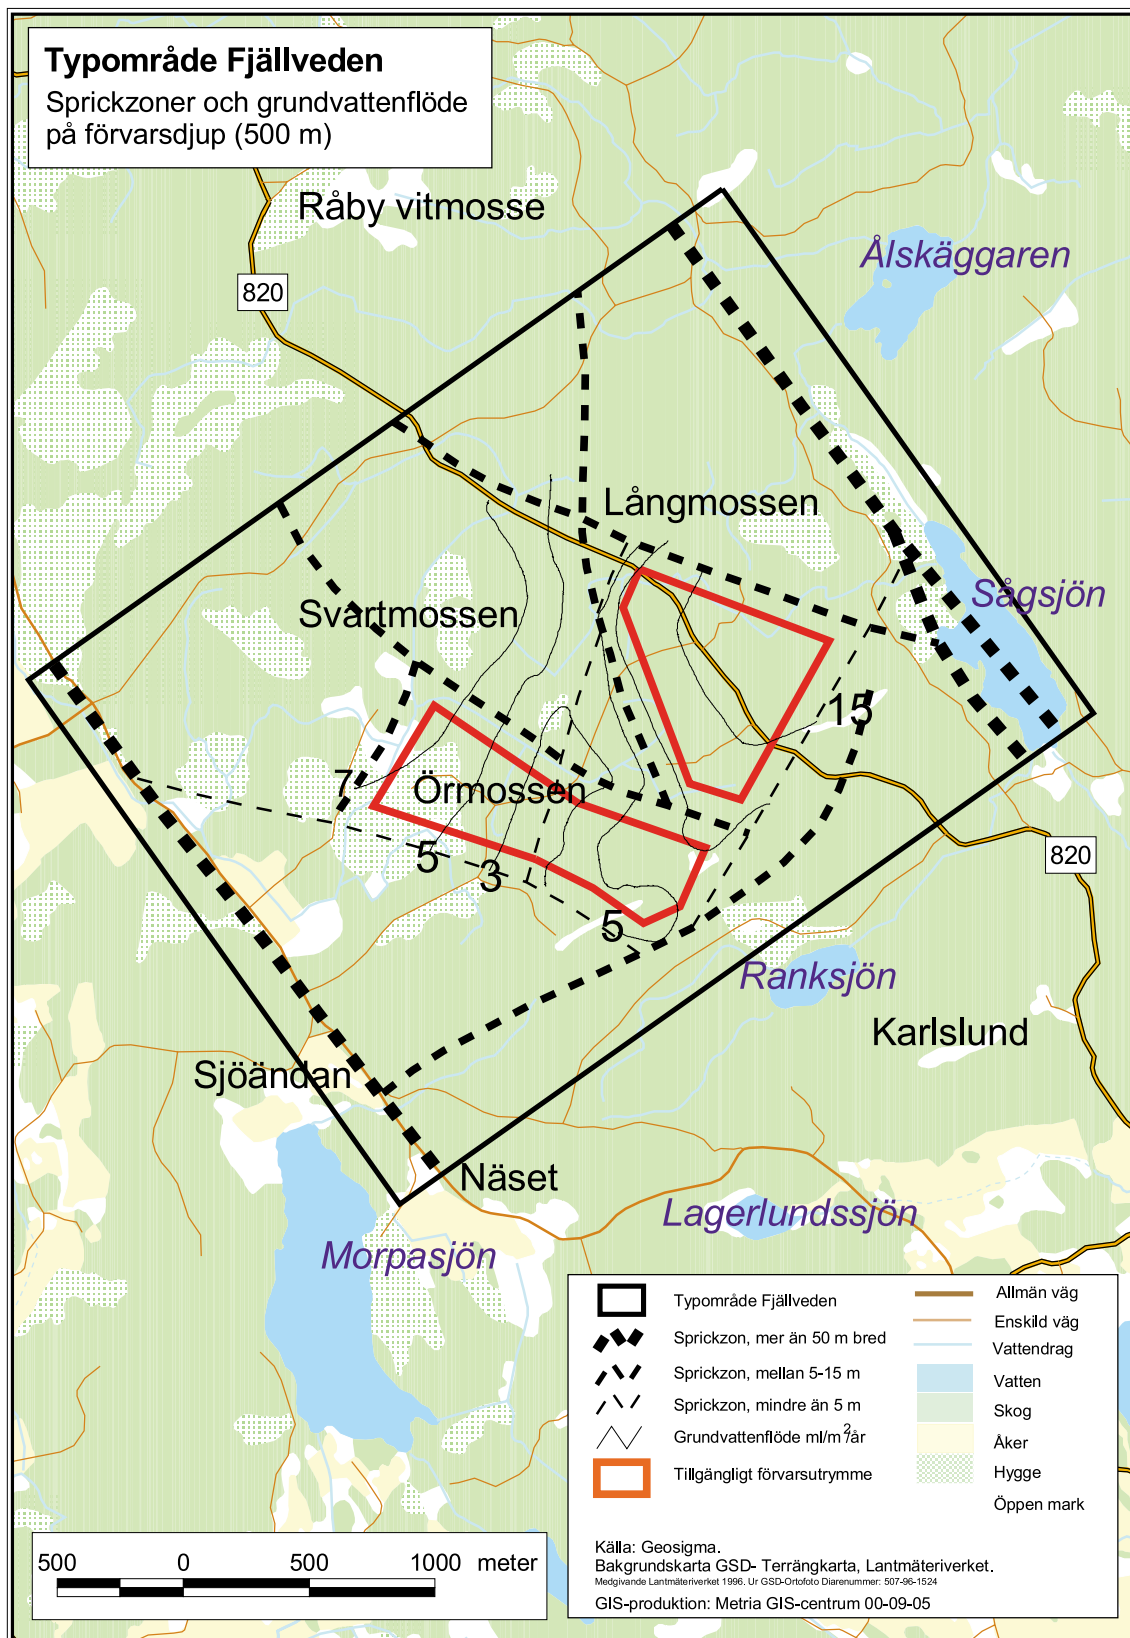 Typområde Fjällveden
Sprickzoner och grundvattenflöde
på förvarsdjup (500 m)
Råby vitmosse
Ålskäggaren
820
Långmossen
Sågsjön
Svartmossen
15
7
Örmossen
5
3
820
5
Ranksjön
Karlslund
Sjöändan
Näset
Lagerlundssjön
Morpasjön
Typområde Fjällveden
Sprickzon, mer än 50 m bred
Sprickzon, mellan 5-15 m
Sprickzon, mindre än 5 m
Grundvattenflöde ml/m²/år
Tillgängligt förvarsutrymme
Allmän väg
Enskild väg
Vattendrag
Vatten
Skog
Åker
Hygge
Öppen mark
Källa: Geosigma.
Bakgrundskarta GSD- Terrängkarta, Lantmäteriverket.
Medgivande Lantmäteriverket 1996. Ur GSD-Ortofoto Diarenummer: 507-96-1524
GIS-produktion: Metria GIS-centrum 00-09-05
500 0 500 1000 meter